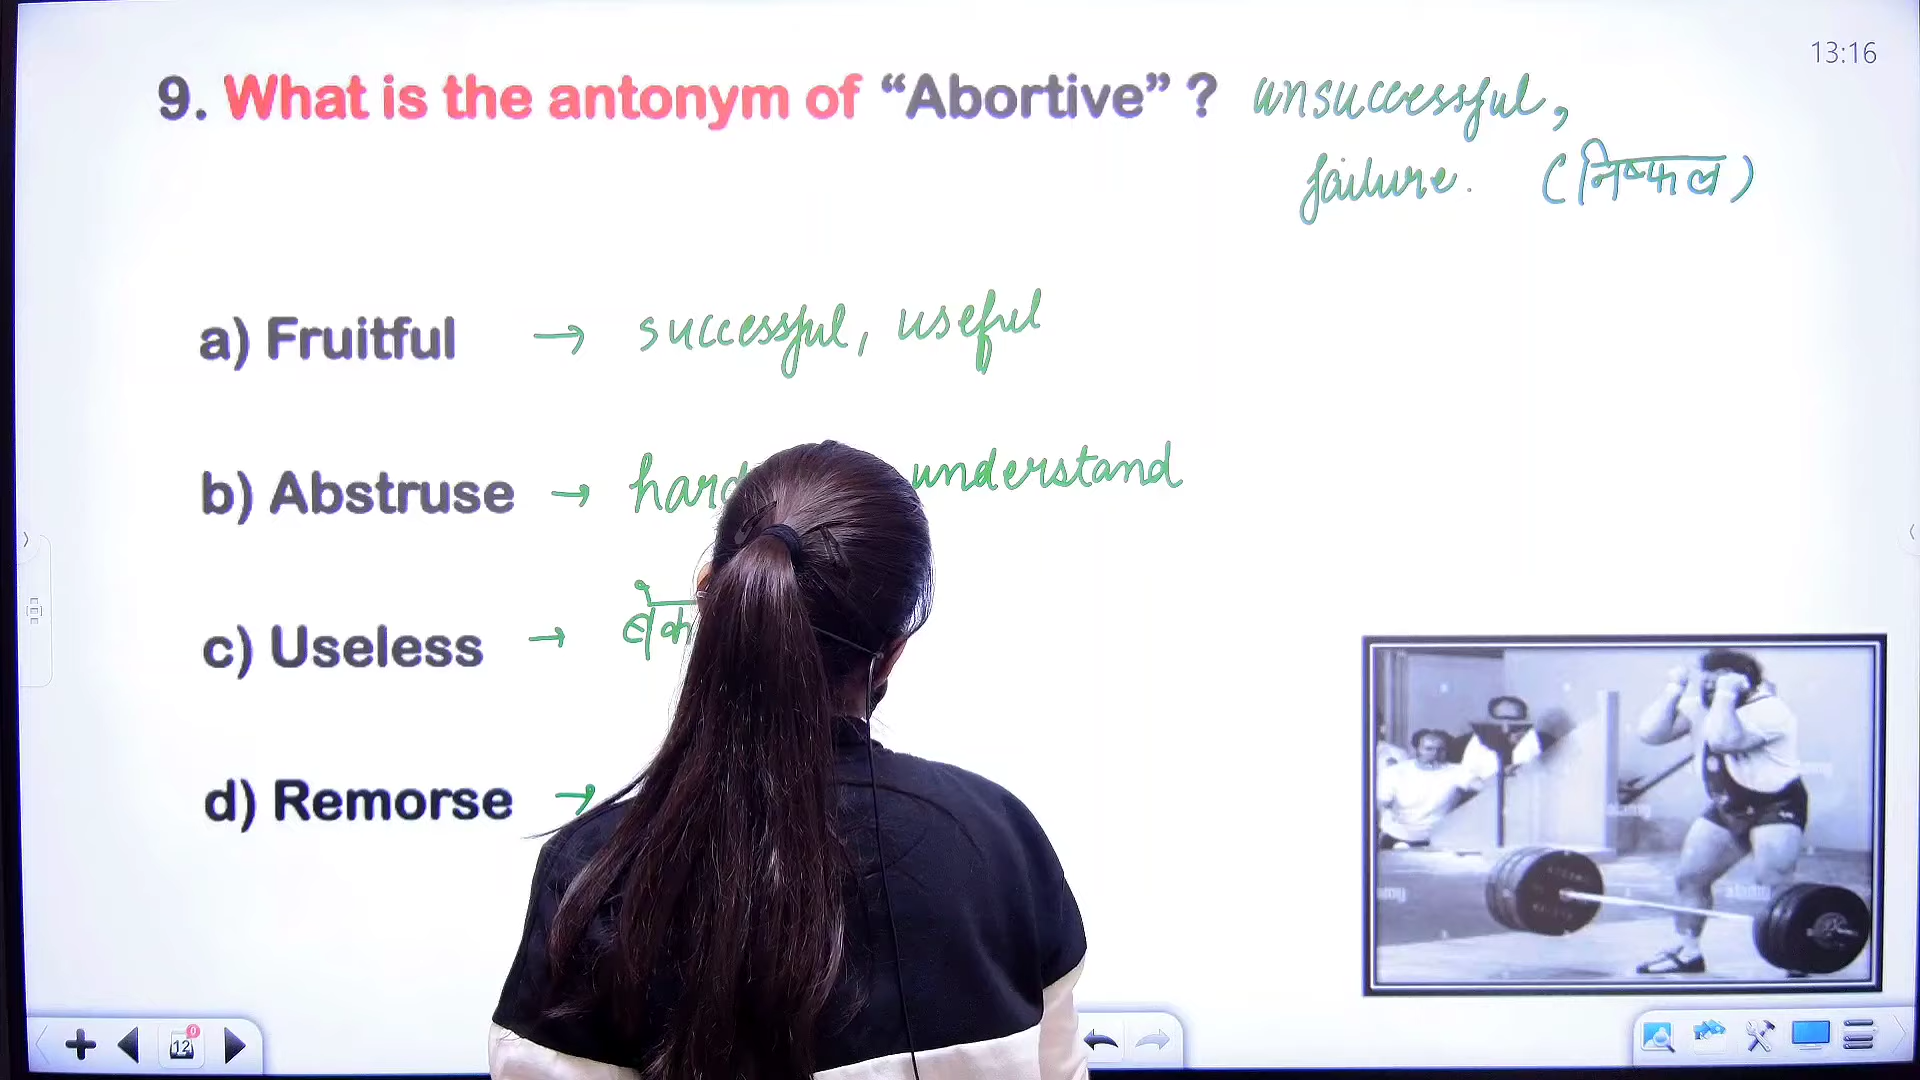 13:16
9. What is the antonym of “Abortive” ? unsuccessful,
failure. (निष्फल)
a) Fruitful → successful, useful
b) Abstruse → understand
c) Useless →
d) Remorse →
12